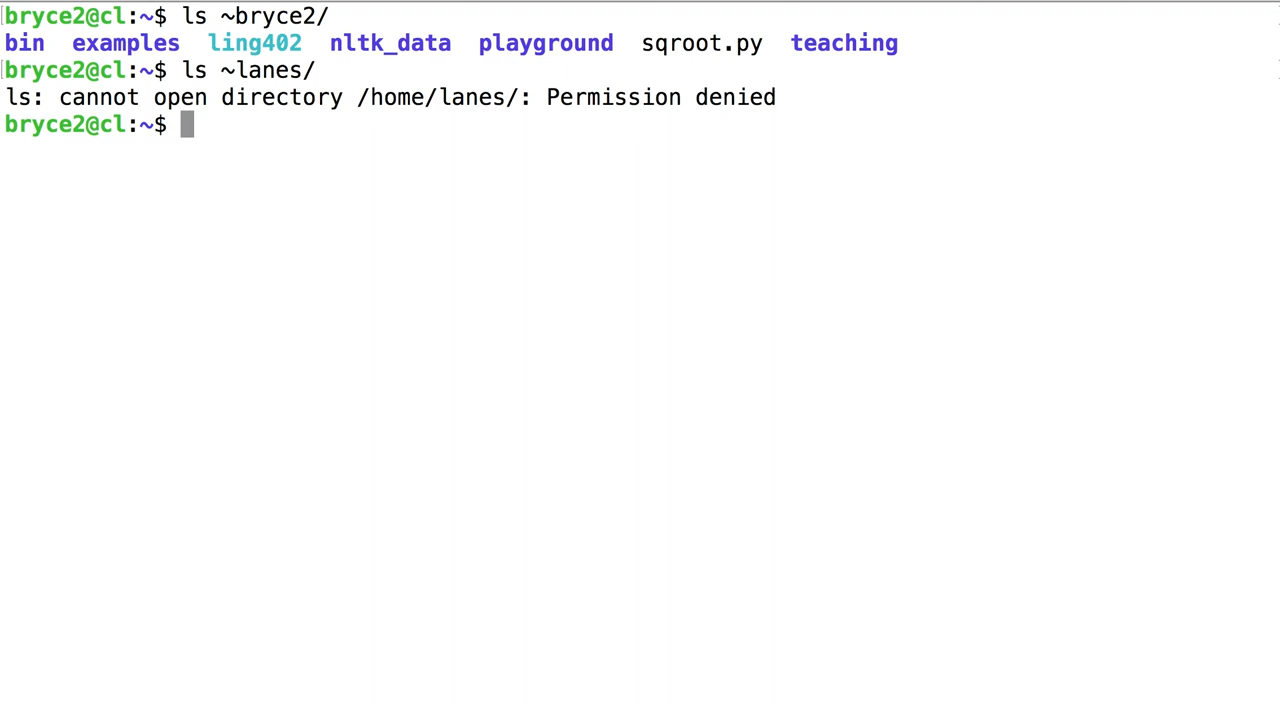 bryce2@cl:~$ ls ~bryce2/
bin  examples  ling402  nltk_data  playground  sqroot.py  teaching
bryce2@cl:~$ ls ~lanes/
ls: cannot open directory /home/lanes/: Permission denied
bryce2@cl:~$